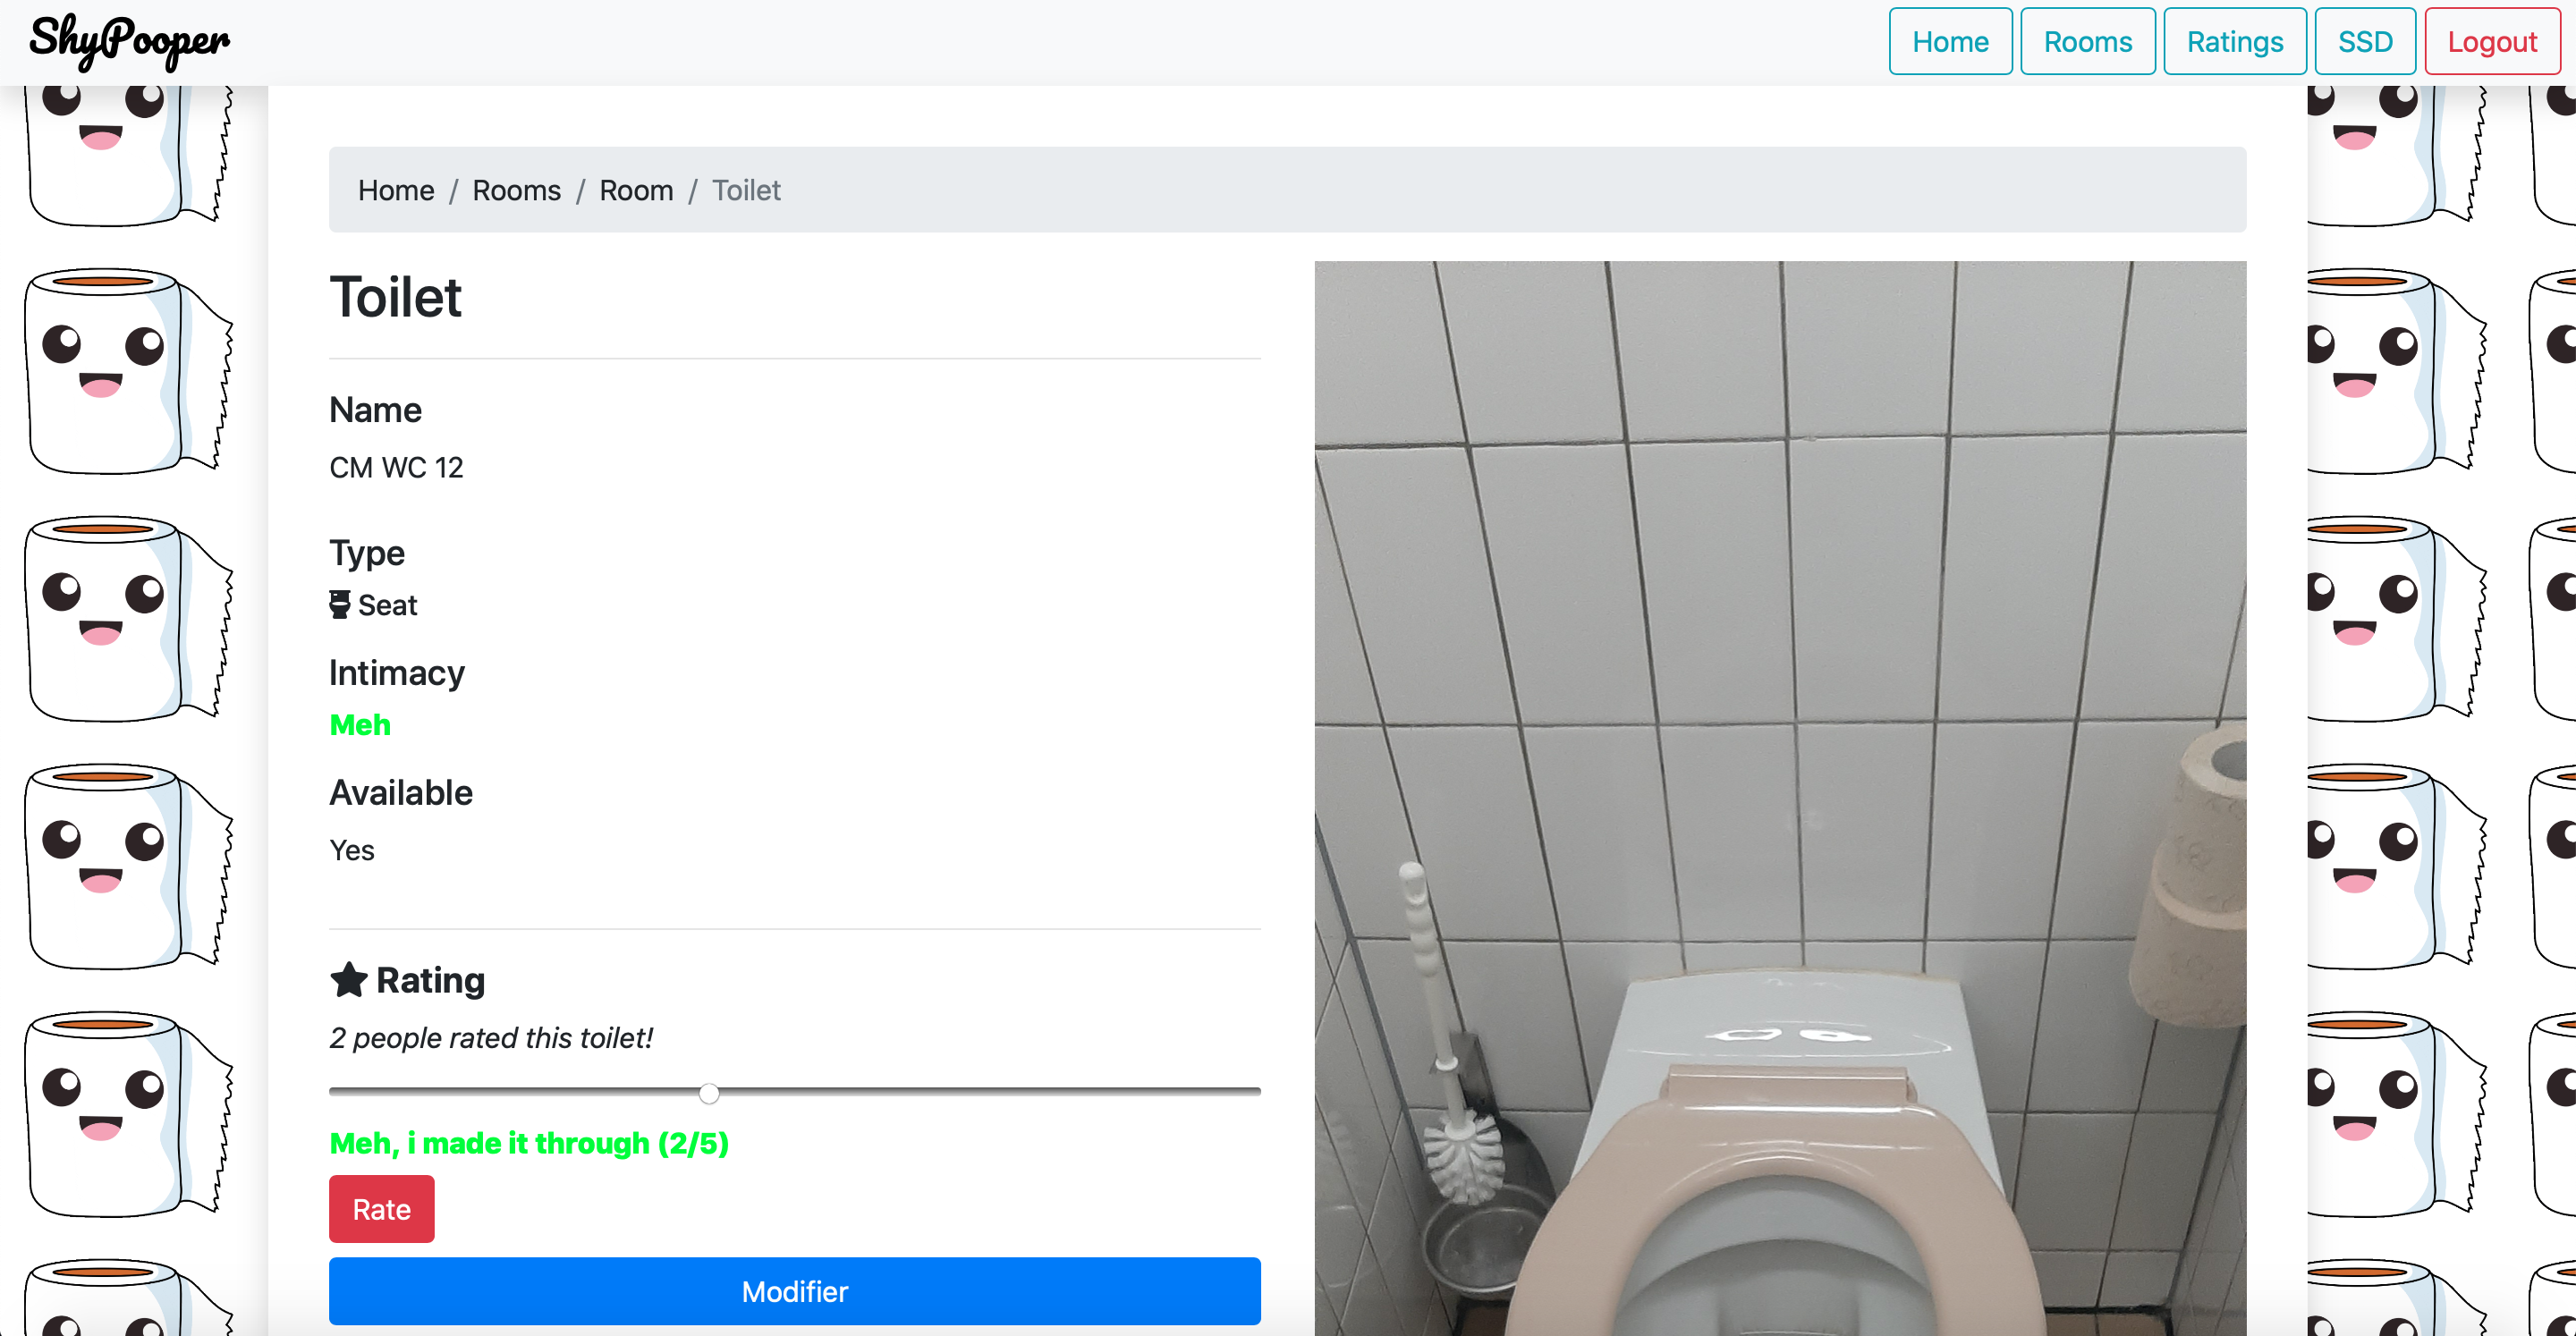 ShyPooper
Home
Rooms
Ratings
SSD
Logout
Home / Rooms / Room / Toilet
Toilet
Name
CM WC 12
Type
Seat
Intimacy
Meh
Available
Yes
Rating
2 people rated this toilet!
Meh, i made it through (2/5)
Rate
Modifier